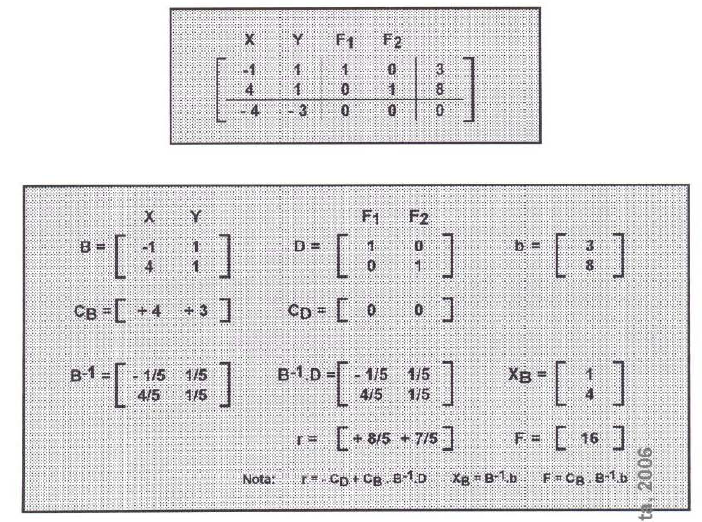 X Y F1 F2
-1 1 1 0 3
4 1 0 1 8
-4 -3 0 0 0
X Y F1 F2
B = [ -1 1 D = [ 1 0 b = [ 3
4 1 ] 0 1 ] 8 ]
CB = [ +4 +3 ] CD = [ 0 0 ]
B-1 = [ -1/5 1/5 B-1.D = [ -1/5 1/5 XB = [ 1
4/5 1/5 ] 4/5 1/5 ] 4 ]
r = [ +8/5 +7/5 ] F = [ 16 ]
Nota: r = - CD + CB . B-1.D XB = B-1.b F = CB . B-1.b
ta, 2006